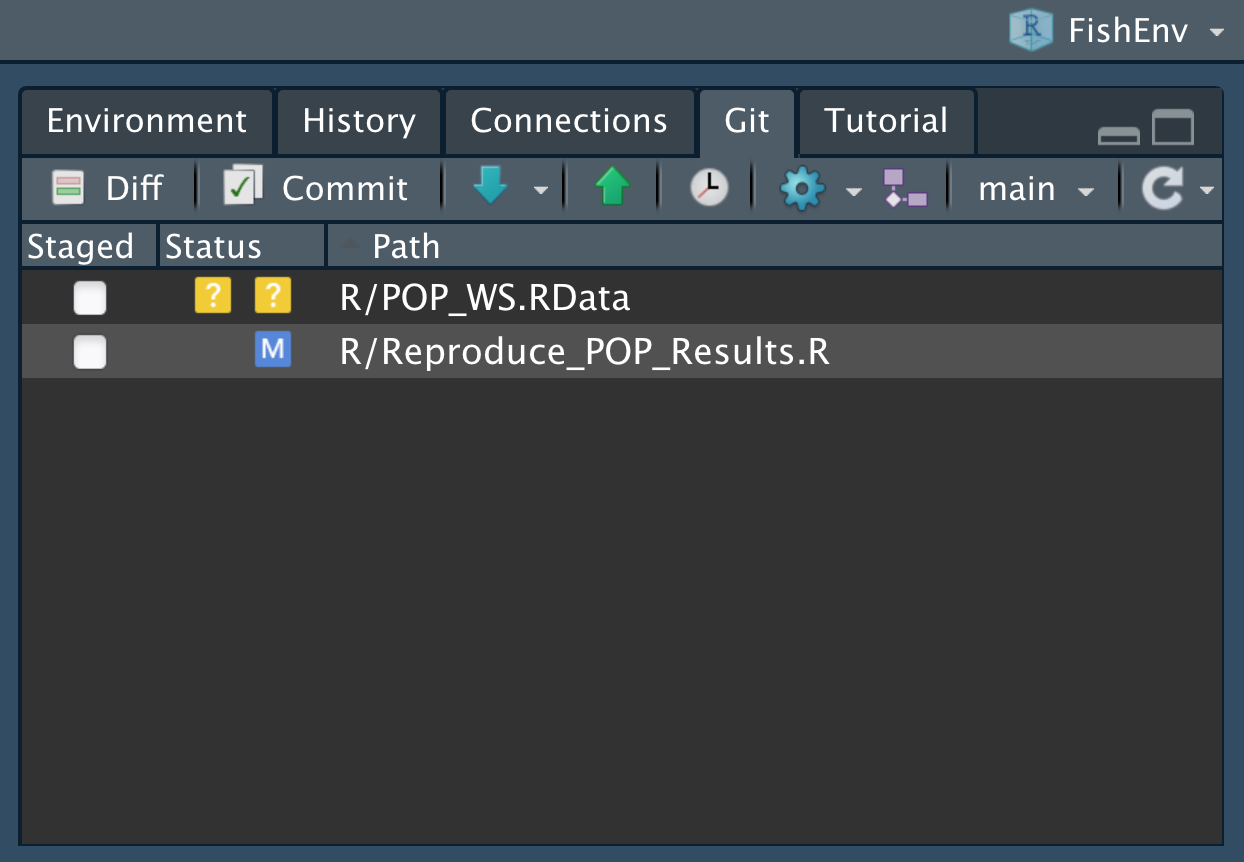 FishEnv
Environment History Connections Git Tutorial
Diff Commit main
Staged Status Path
? ? R/POP_WS.RData
M R/Reproduce_POP_Results.R